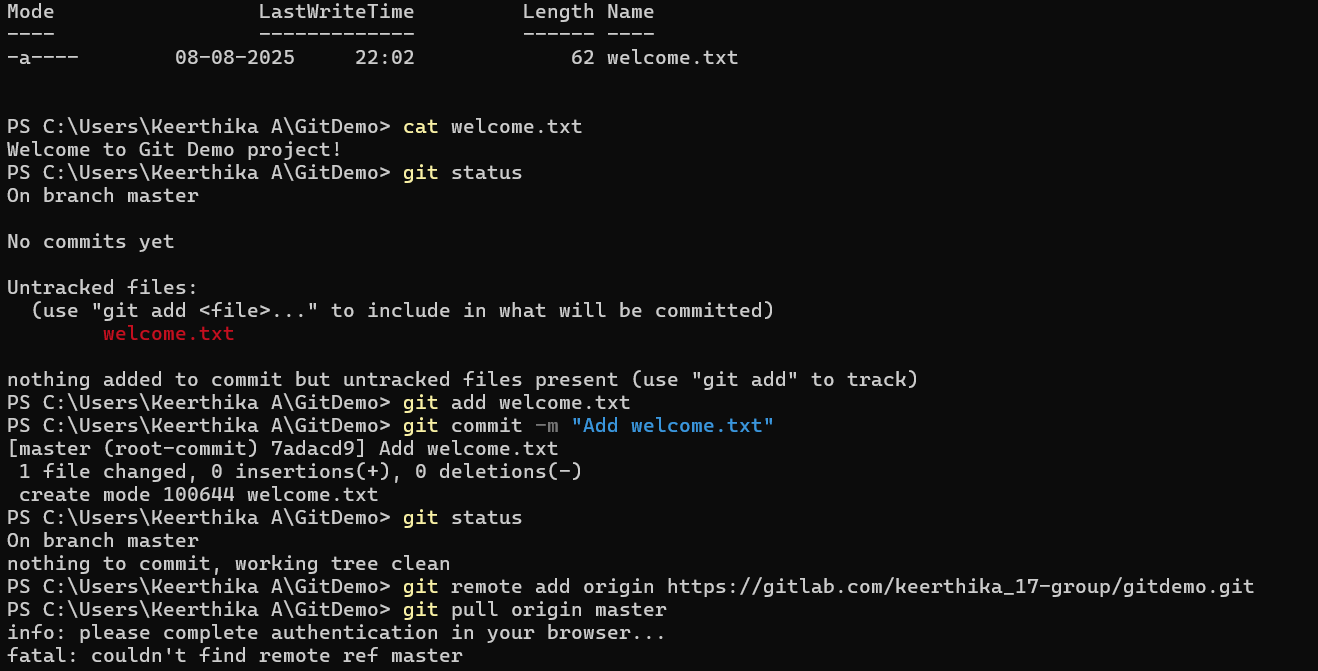 Mode                 LastWriteTime         Length Name
----                 -------------         ------ ----
-a----        08-08-2025     22:02             62 welcome.txt
PS C:\Users\Keerthika A\GitDemo> cat welcome.txt
Welcome to Git Demo project!
PS C:\Users\Keerthika A\GitDemo> git status
On branch master
No commits yet
Untracked files:
  (use "git add <file>..." to include in what will be committed)
        welcome.txt
nothing added to commit but untracked files present (use "git add" to track)
PS C:\Users\Keerthika A\GitDemo> git add welcome.txt
PS C:\Users\Keerthika A\GitDemo> git commit -m "Add welcome.txt"
[master (root-commit) 7adacd9] Add welcome.txt
 1 file changed, 0 insertions(+), 0 deletions(-)
 create mode 100644 welcome.txt
PS C:\Users\Keerthika A\GitDemo> git status
On branch master
nothing to commit, working tree clean
PS C:\Users\Keerthika A\GitDemo> git remote add origin https://gitlab.com/keerthika_17-group/gitdemo.git
PS C:\Users\Keerthika A\GitDemo> git pull origin master
info: please complete authentication in your browser...
fatal: couldn't find remote ref master